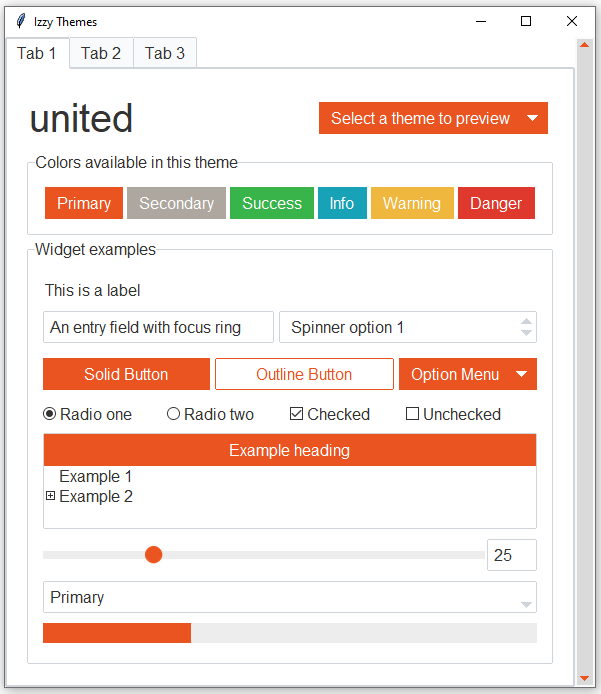 Izzy Themes
Tab 1 Tab 2 Tab 3
united
Select a theme to preview
Colors available in this theme
Primary Secondary Success Info Warning Danger
Widget examples
This is a label
An entry field with focus ring
Spinner option 1
Solid Button Outline Button Option Menu
Radio one Radio two Checked Unchecked
Example heading
Example 1
Example 2
25
Primary